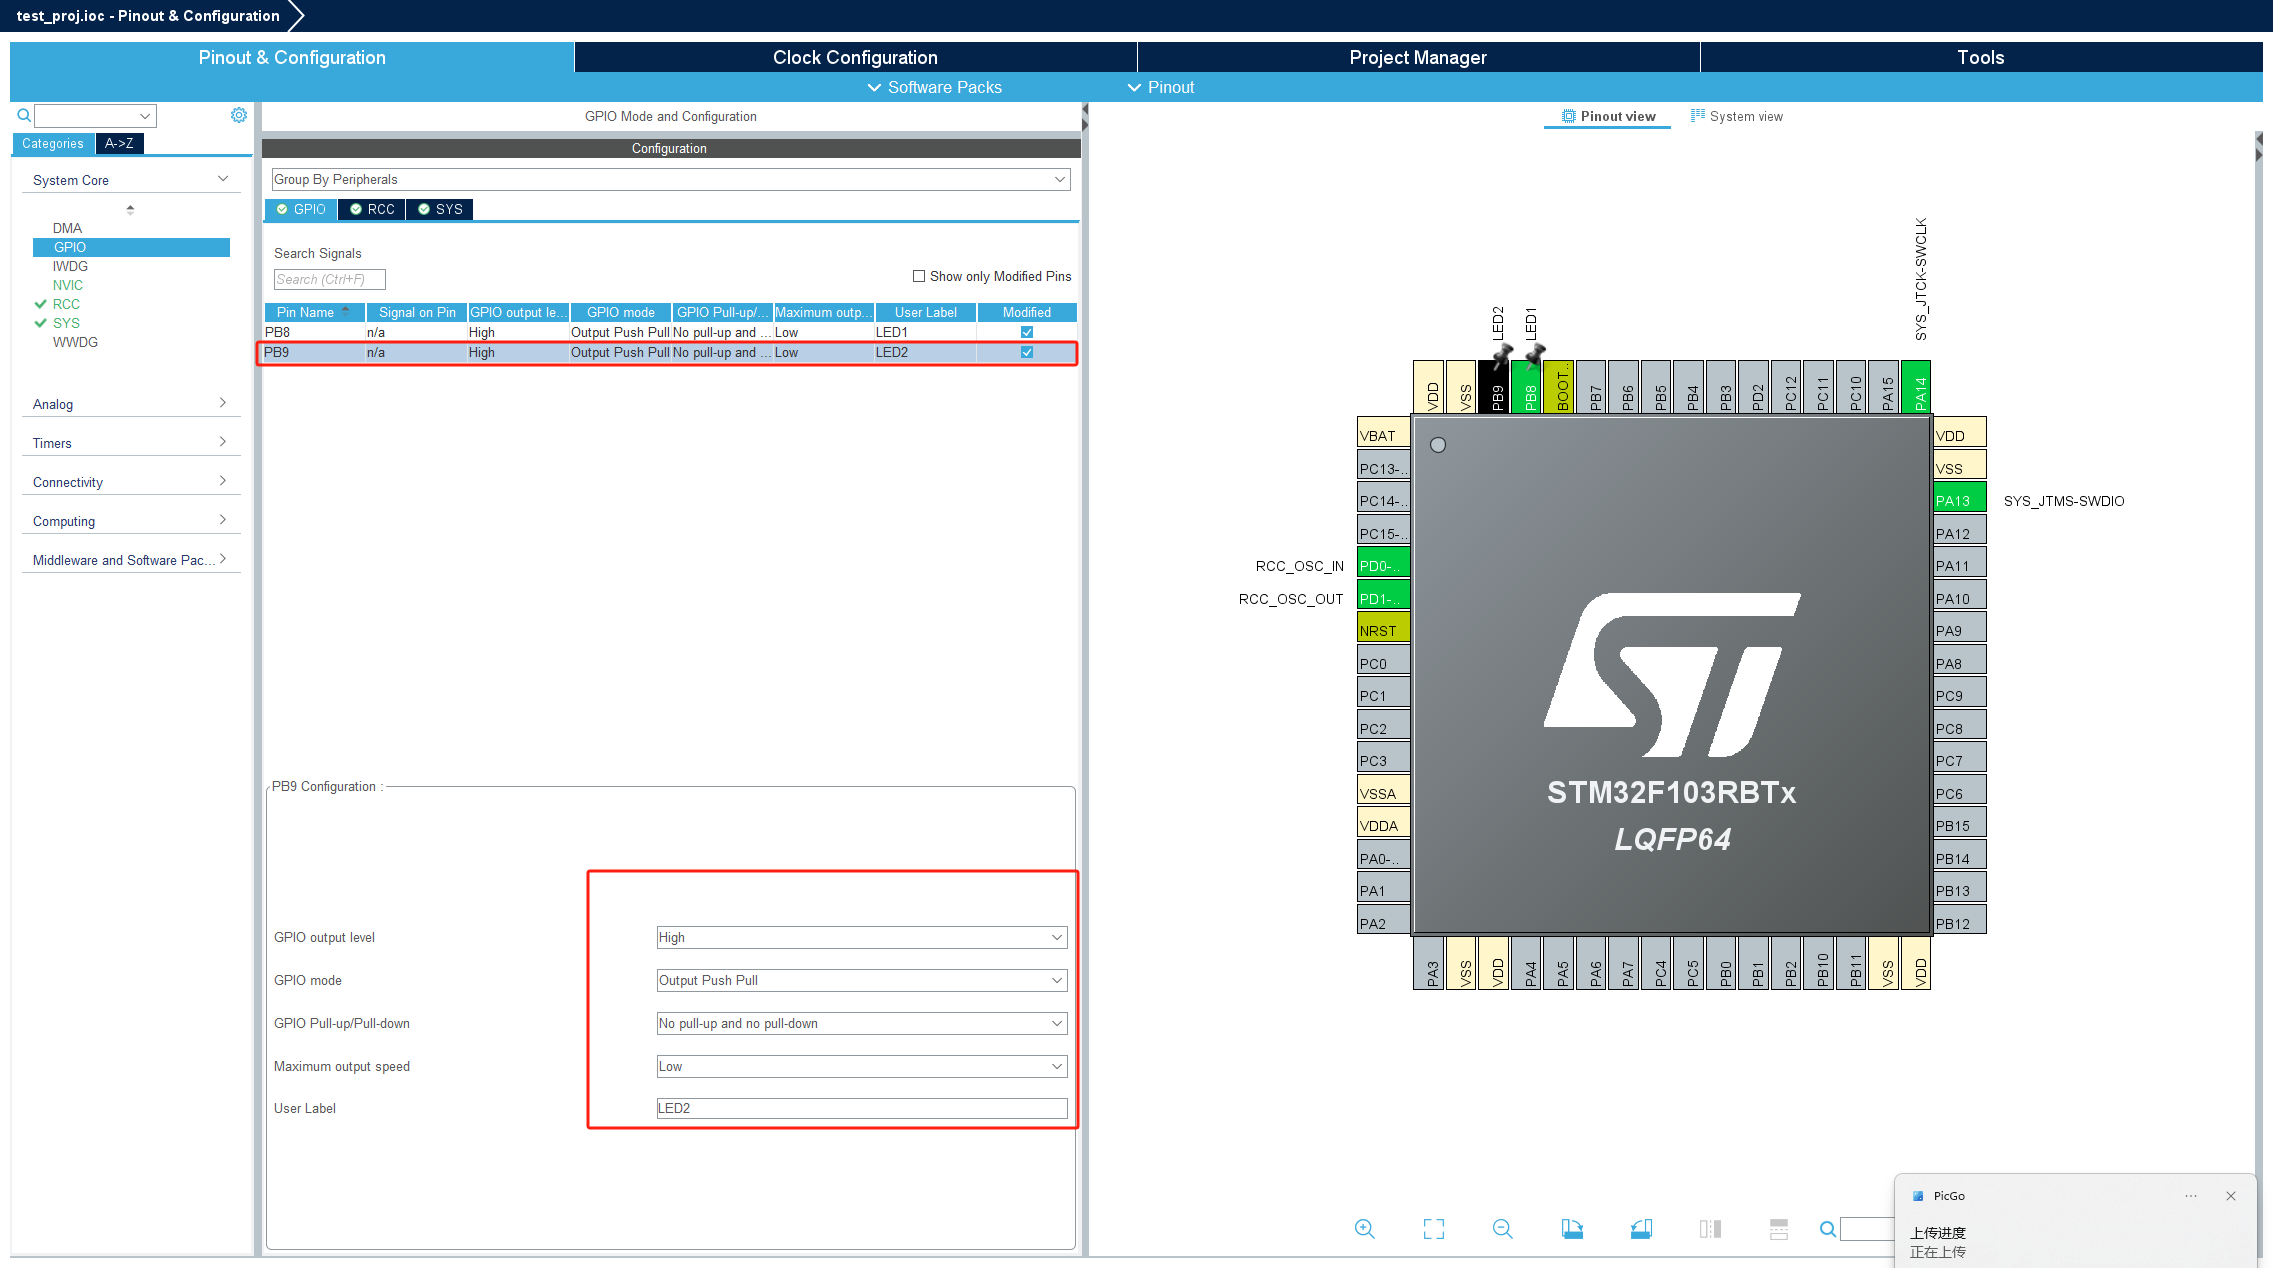 test_proj.ioc - Pinout & Configuration
Pinout & Configuration
Clock Configuration
Project Manager
Tools
Software Packs
Pinout
Categories
A->Z
System Core
DMA
GPIO
IWDG
NVIC
RCC
SYS
WWDG
Analog
Timers
Connectivity
Computing
Middleware and Software Pac...
GPIO Mode and Configuration
Configuration
Group By Peripherals
GPIO
RCC
SYS
Search Signals
Search (Ctrl+F)
Show only Modified Pins
Pin Name
Signal on Pin
GPIO output le...
GPIO mode
GPIO Pull-up/...
Maximum outp...
User Label
Modified
PB8 n/a High Output Push Pull No pull-up and ... Low LED1
PB9 n/a High Output Push Pull No pull-up and ... Low LED2
PB9 Configuration :
GPIO output level High
GPIO mode Output Push Pull
GPIO Pull-up/Pull-down No pull-up and no pull-down
Maximum output speed Low
User Label LED2
Pinout view
System view
LED2
LED1
SYS_JTCK-SWCLK
VDD
VSS
PB9
PB8
BOOT..
PB7
PB6
PB5
PB4
PB3
PD2
PC12
PC11
PC10
PA15
PA14
VBAT
PC13-..
PC14-..
PC15-..
RCC_OSC_IN PD0-..
RCC_OSC_OUT PD1-..
NRST
PC0
PC1
PC2
PC3
VSSA
VDDA
PA0-..
PA1
PA2
STM32F103RBTx
LQFP64
VDD
VSS
PA13 SYS_JTMS-SWDIO
PA12
PA11
PA10
PA9
PA8
PC9
PC8
PC7
PC6
PB15
PB14
PB13
PB12
PA3
VSS
VDD
PA4
PA5
PA6
PA7
PC4
PC5
PB0
PB1
PB2
PB10
PB11
VSS
VDD
PicGo
上传进度
正在上传